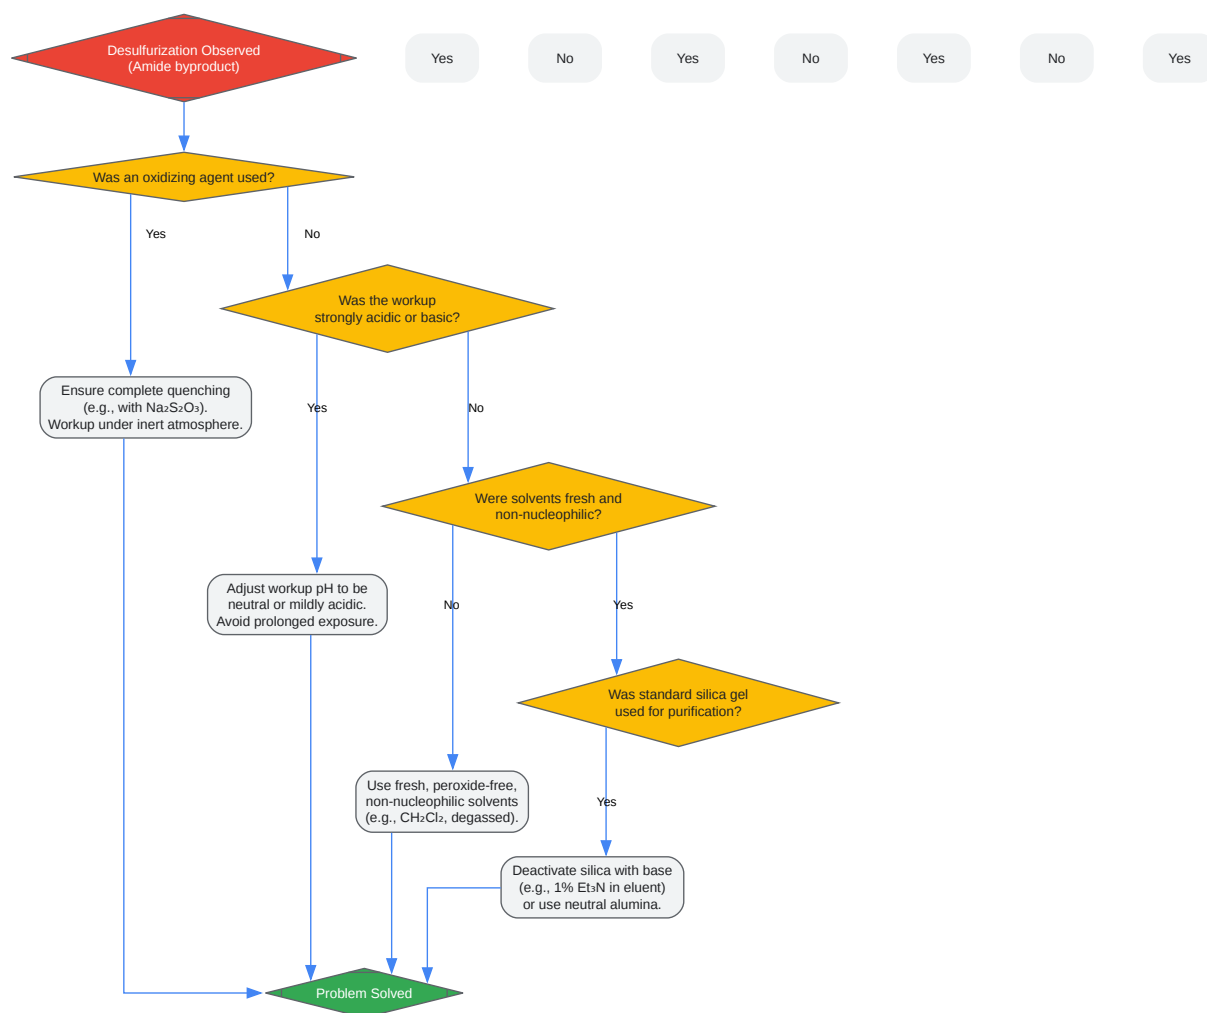 Desulfurization Observed
(Amide byproduct)
Yes
No
Yes
No
Yes
No
Yes
Was an oxidizing agent used?
Yes
No
Was the workup
strongly acidic or basic?
Ensure complete quenching
(e.g., with Na₂S₂O₃).
Workup under inert atmosphere.
Yes
No
Were solvents fresh and
non-nucleophilic?
Adjust workup pH to be
neutral or mildly acidic.
Avoid prolonged exposure.
No
Yes
Was standard silica gel
used for purification?
Use fresh, peroxide-free,
non-nucleophilic solvents
(e.g., CH₂Cl₂, degassed).
Yes
Deactivate silica with base
(e.g., 1% Et₃N in eluent)
or use neutral alumina.
Problem Solved